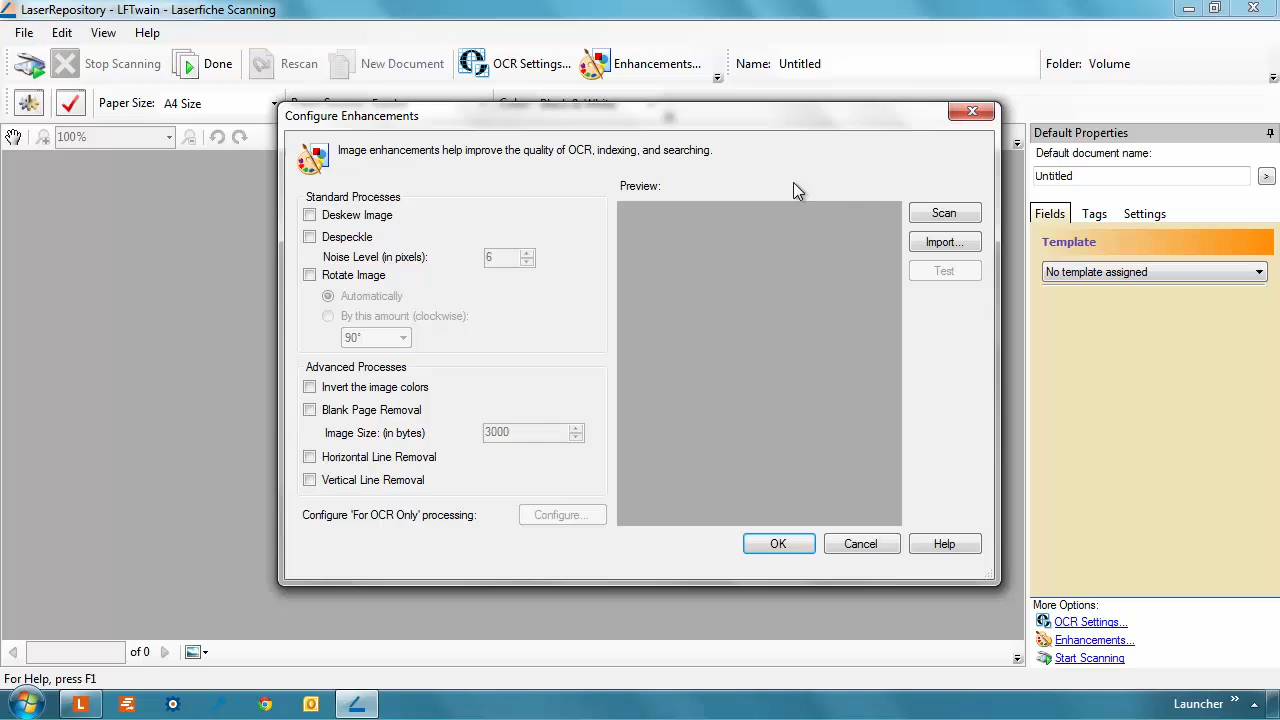 LaserRepository - LFTwain - Laserfiche Scanning
File Edit View Help
Stop Scanning Done Rescan New Document OCR Settings... Enhancements... Name: Untitled Folder: Volume
Paper Size: A4 Size
100%
Configure Enhancements
Image enhancements help improve the quality of OCR, indexing, and searching.
Standard Processes
Deskew Image
Despeckle
Noise Level (in pixels): 6
Rotate Image
Automatically
By this amount (clockwise):
90°
Advanced Processes
Invert the image colors
Blank Page Removal
Image Size: (in bytes) 3000
Horizontal Line Removal
Vertical Line Removal
Configure 'For OCR Only' processing: Configure...
Preview:
Scan
Import...
Test
OK Cancel Help
Default Properties
Default document name:
Untitled >
Fields Tags Settings
Template
No template assigned
More Options:
OCR Settings...
Enhancements...
Start Scanning
of 0
For Help, press F1
Launcher »